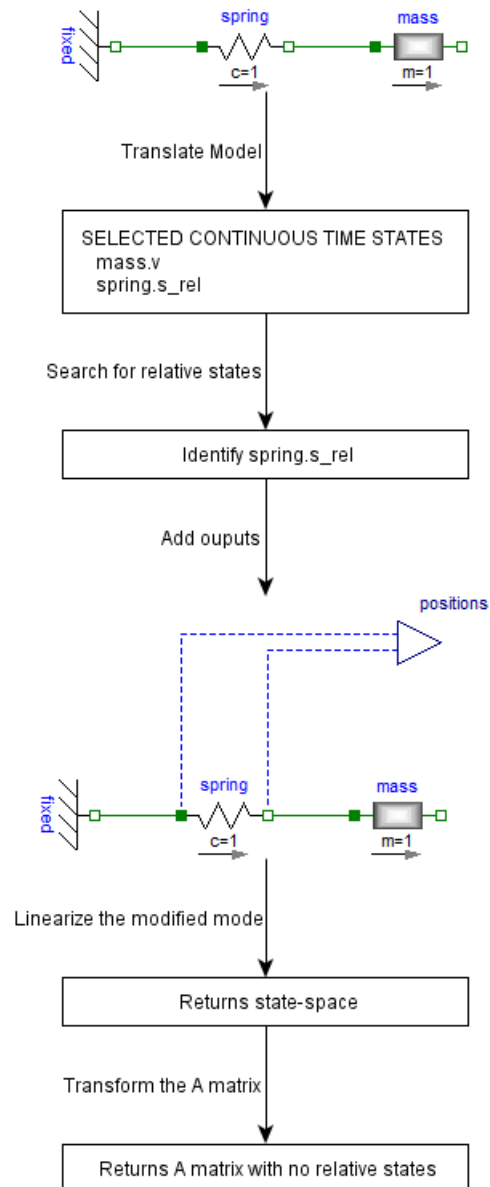 spring
mass
fixed
c=1
m=1
Translate Model
SELECTED CONTINUOUS TIME STATES
mass.v
spring.s_rel
Search for relative states
Identify spring.s_rel
Add ouputs
positions
spring
mass
fixed
c=1
m=1
Linearize the modified mode
Returns state-space
Transform the A matrix
Returns A matrix with no relative states